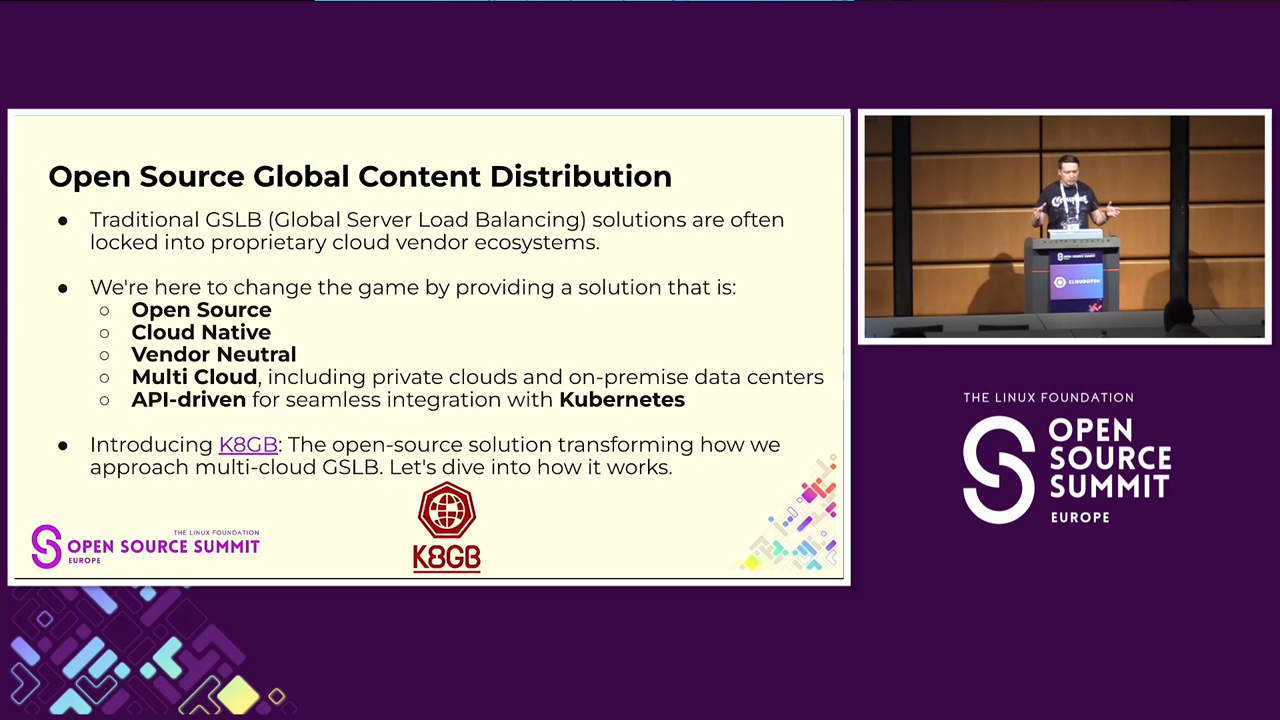 Open Source Global Content Distribution
● Traditional GSLB (Global Server Load Balancing) solutions are often
locked into proprietary cloud vendor ecosystems.
● We're here to change the game by providing a solution that is:
○ Open Source
○ Cloud Native
○ Vendor Neutral
○ Multi Cloud, including private clouds and on-premise data centers
○ API-driven for seamless integration with Kubernetes
● Introducing K8GB: The open-source solution transforming how we
approach multi-cloud GSLB. Let's dive into how it works.
K8GB
THE LINUX FOUNDATION
OPEN SOURCE SUMMIT
EUROPE
CLOUDOPEN
THE LINUX FOUNDATION
OPEN
SOURCE
SUMMIT
EUROPE